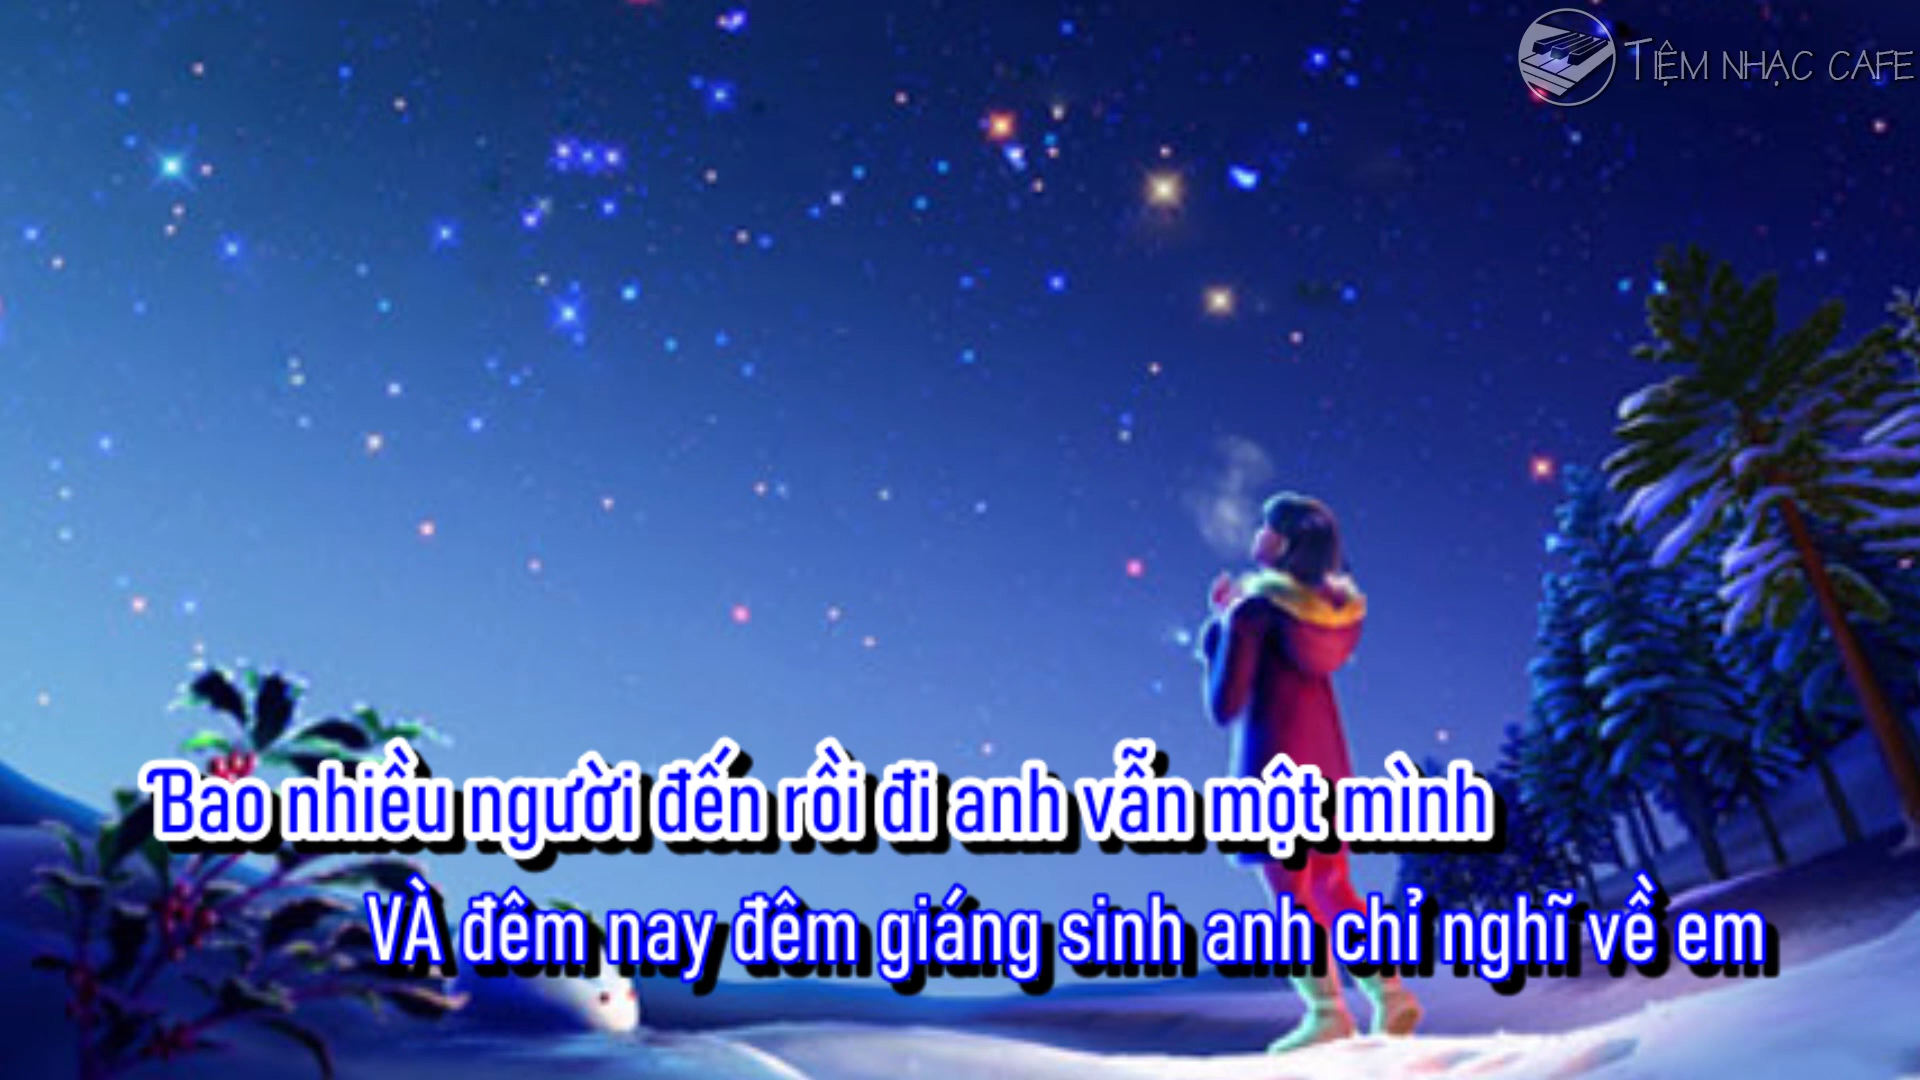 TIỆM NHẠC CAFE
Bao nhiều người đến rồi đi anh vẫn một mình
VÀ đêm nay đêm giáng sinh anh chỉ nghĩ về em